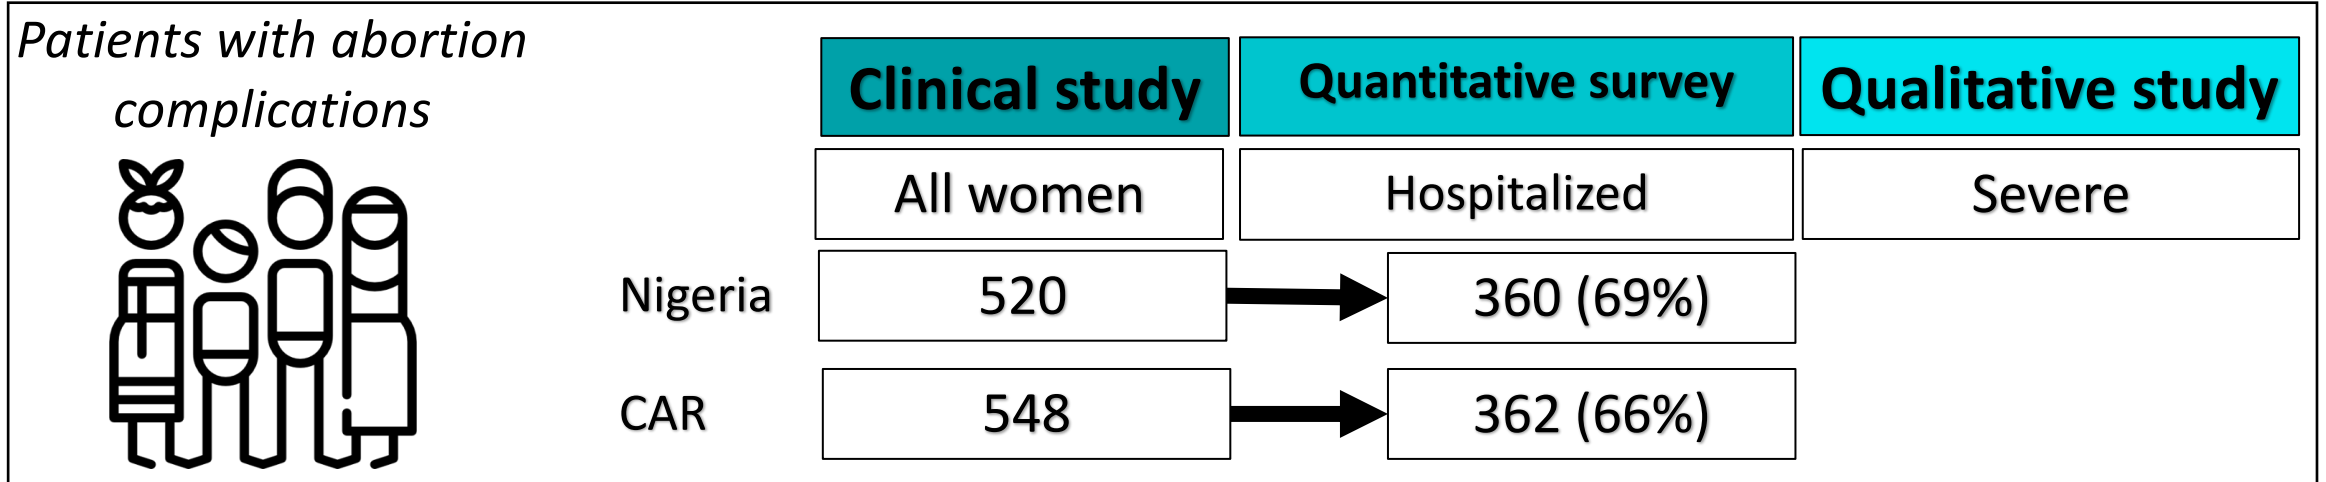 Patients with abortion
complications
Clinical study Quantitative survey Qualitative study
All women Hospitalized Severe
Nigeria 520 360 (69%)
CAR 548 362 (66%)